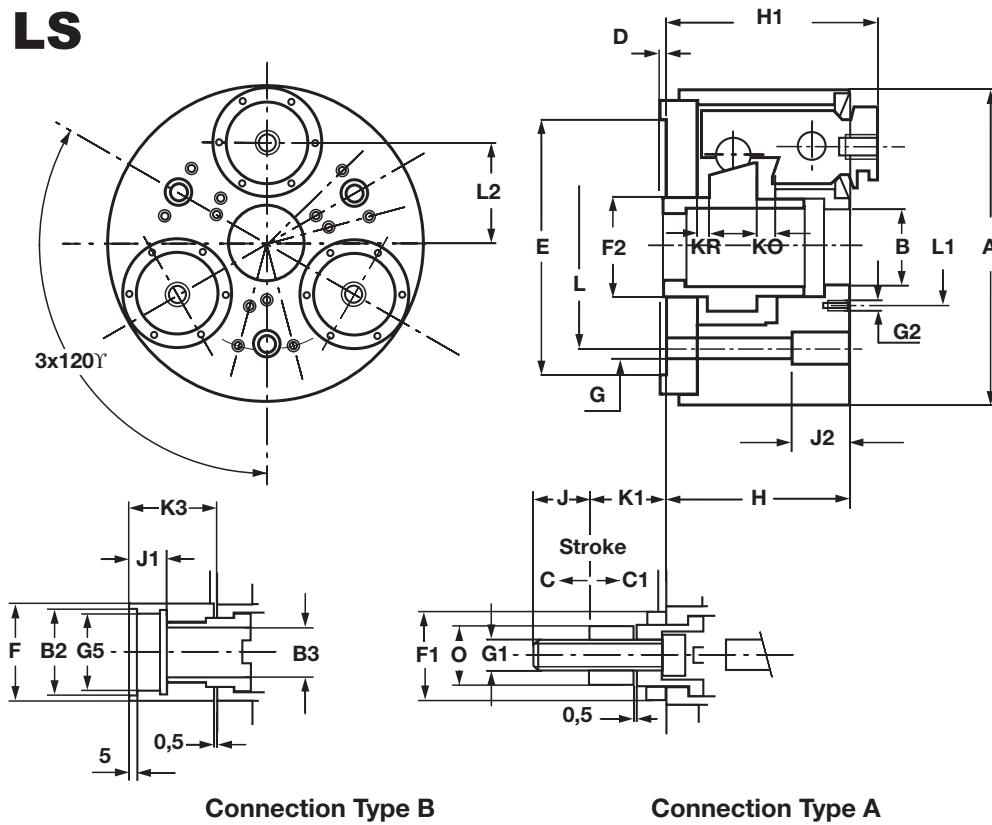 LS
H1
D
L2
E
F2
KR
KO
B
L1
A
L
G2
3x120ϒ
G
J2
K3
J
K1
H
J1
Stroke
C
C1
F
B2
G5
B3
F1
O
G1
0,5
0,5
5
Connection Type B
Connection Type A